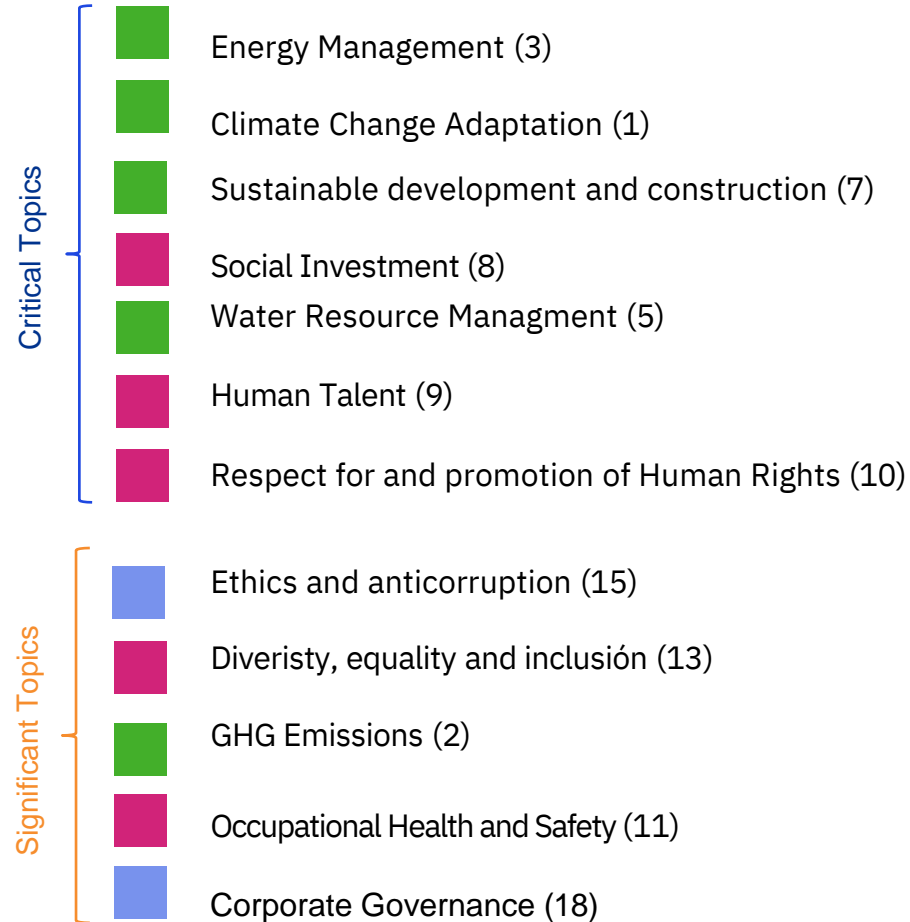 Critical Topics
Energy Management (3)
Climate Change Adaptation (1)
Sustainable development and construction (7)
Social Investment (8)
Water Resource Managment (5)
Human Talent (9)
Respect for and promotion of Human Rights (10)
Significant Topics
Ethics and anticorruption (15)
Diveristy, equality and inclusión (13)
GHG Emissions (2)
Occupational Health and Safety (11)
Corporate Governance (18)